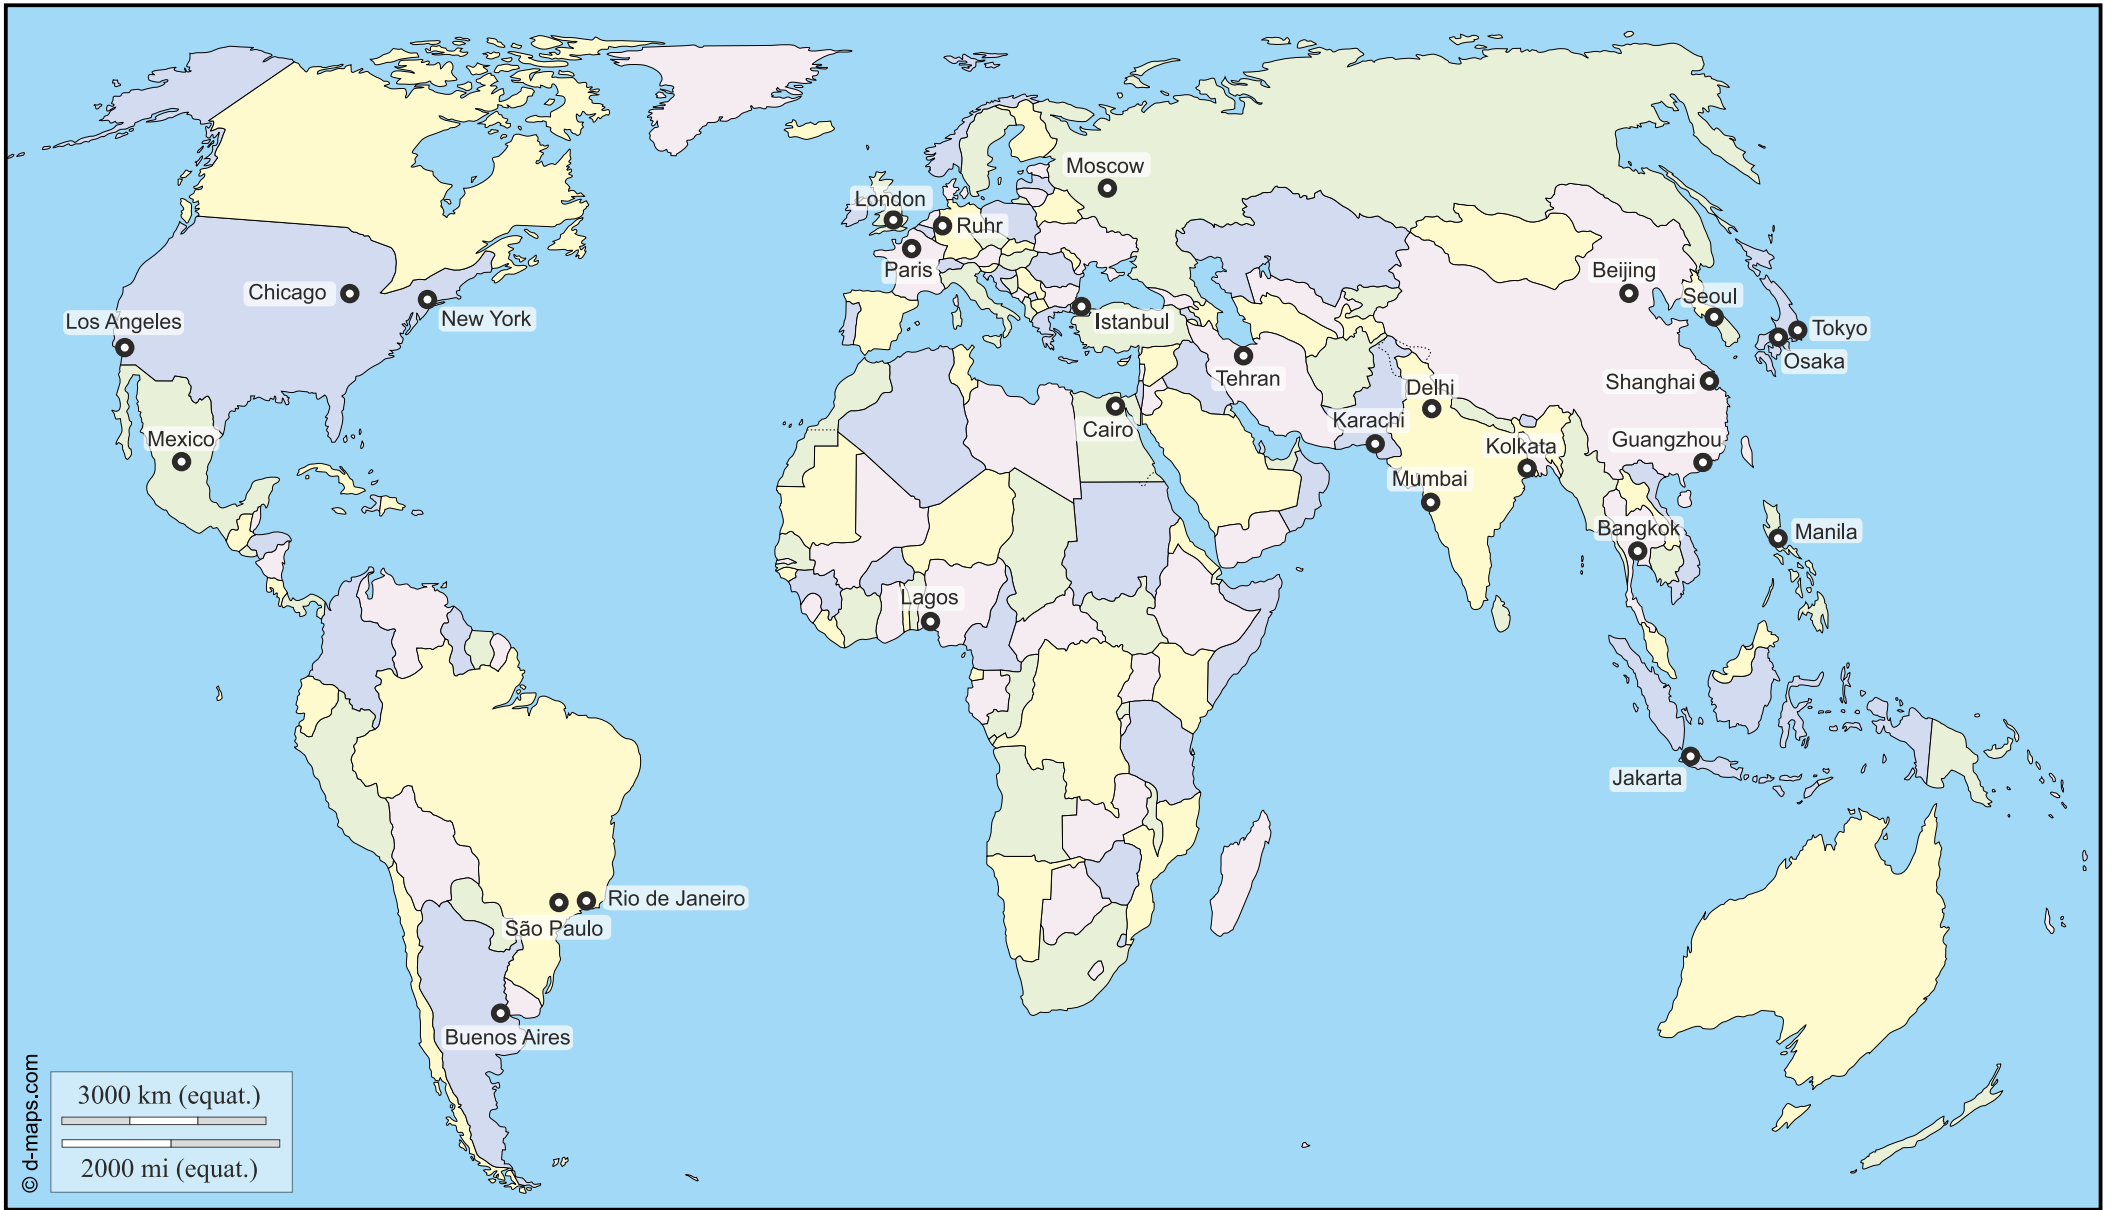 Moscow
London
Ruhr
Paris
Beijing
Chicago
Seoul
New York
Los Angeles
Istanbul
Tokyo
Osaka
Tehran
Shanghai
Delhi
Karachi
Cairo
Mexico
Guangzhou
Kolkata
Mumbai
Bangkok
Manila
Lagos
Jakarta
Rio de Janeiro
São Paulo
Buenos Aires
3000 km (equat.)
2000 mi (equat.)
© d-maps.com